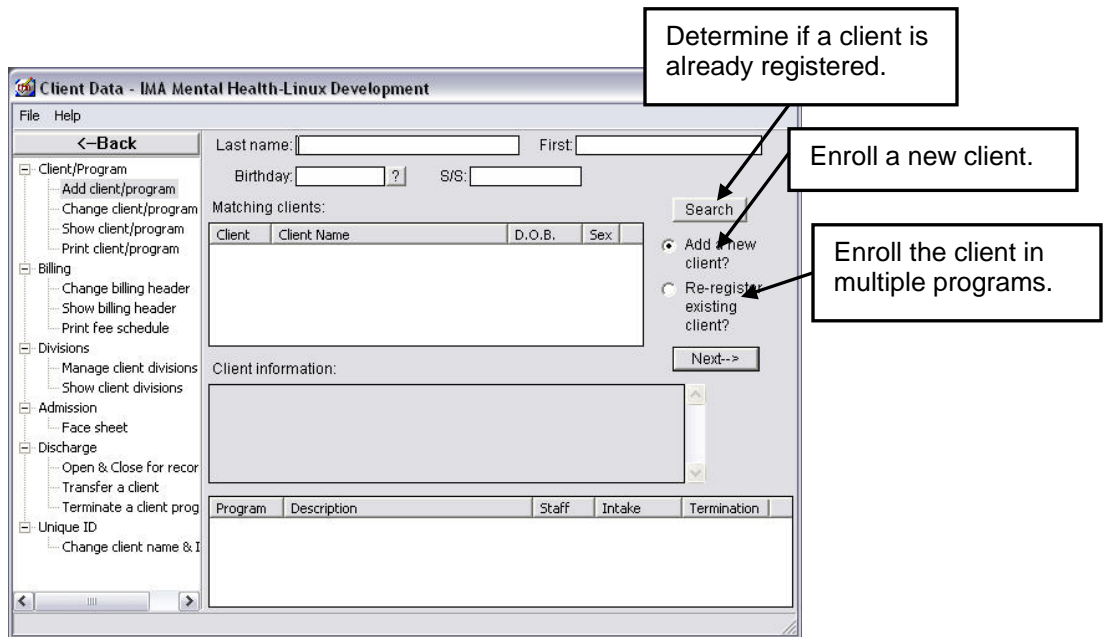 Determine if a client is
already registered.
Client Data - IMA Mental Health-Linux Development
File Help
<--Back
Last name:
First:
Enroll a new client.
Birthday:
?
S/S:
Client/Program
Add client/program
Change client/program
Show client/program
Print client/program
Billing
Change billing header
Show billing header
Print fee schedule
Divisions
Manage client divisions
Show client divisions
Admission
Face sheet
Discharge
Open & Close for recor
Transfer a client
Terminate a client prog
Unique ID
Change client name & I
Matching clients:
Search
Client Client Name D.O.B. Sex
Add a new
client?
Re-register
existing
client?
Enroll the client in
multiple programs.
Next-->
Client information:
Program Description Staff Intake Termination